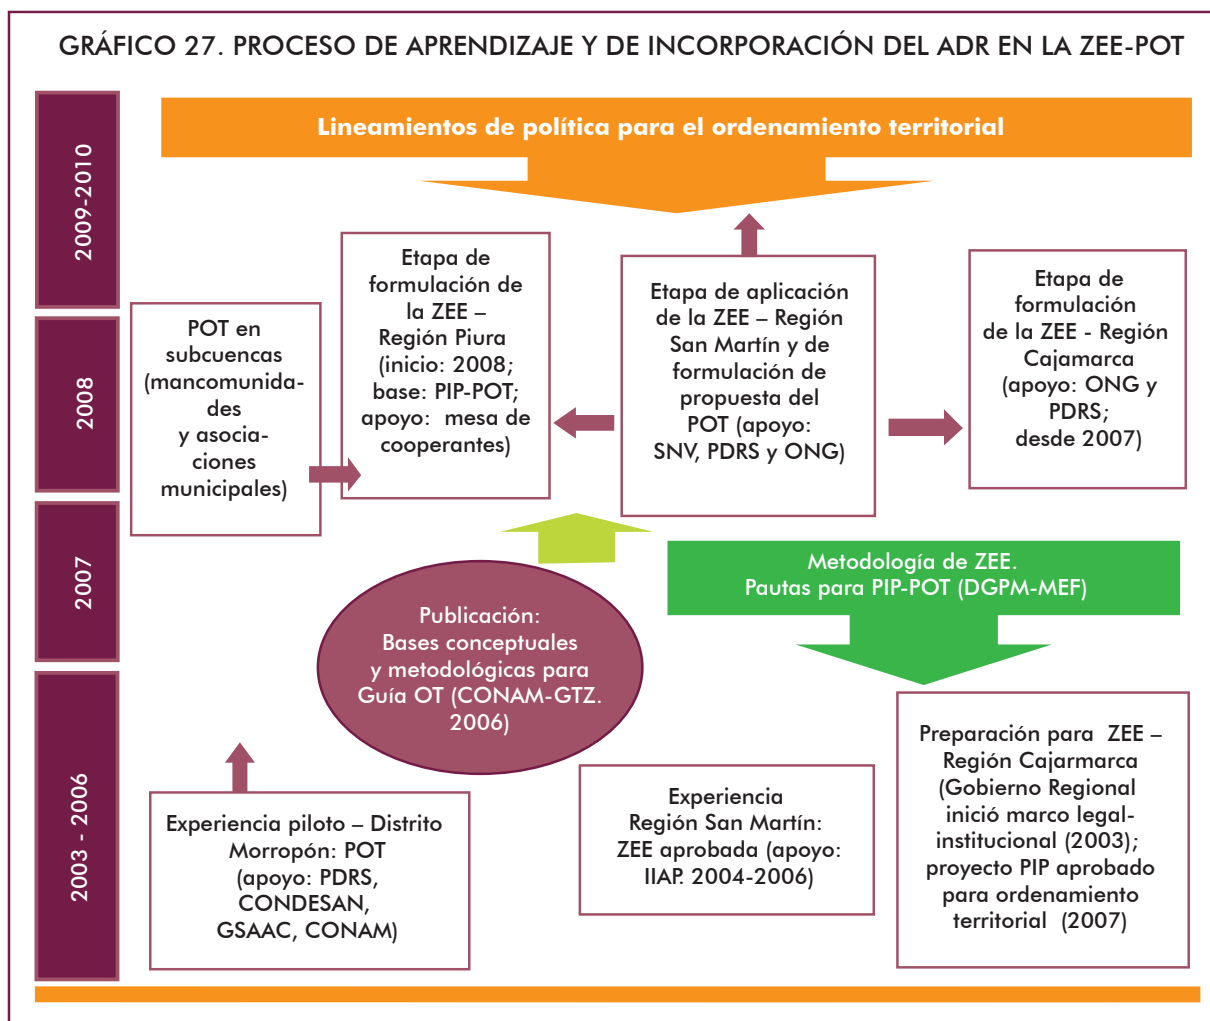 GRÁFICO 27. PROCESO DE APRENDIZAJE Y DE INCORPORACIÓN DEL ADR EN LA ZEE-POT
2009-2010
Lineamientos de política para el ordenamiento territorial
2008
POT en
subcuencas
(mancomunida-
des
y asocia-
ciones
municipales)
Etapa de
formulación de
la ZEE –
Región Piura
(inicio: 2008;
base: PIP-POT;
apoyo: mesa de
cooperantes)
Etapa de aplicación
de la ZEE – Región
San Martín y de
formulación de
propuesta del
POT (apoyo:
SNV, PDRS y ONG)
Etapa de
formulación
de la ZEE - Región
Cajamarca
(apoyo: ONG y
PDRS;
desde 2007)
2007
Publicación:
Bases conceptuales
y metodológicas para
Guía OT (CONAM-GTZ.
2006)
Metodología de ZEE.
Pautas para PIP-POT (DGPM-MEF)
2003 - 2006
Experiencia piloto – Distrito
Morropón: POT
(apoyo: PDRS,
CONDESAN,
GSAAC, CONAM)
Experiencia
Región San Martín:
ZEE aprobada (apoyo:
IIAP. 2004-2006)
Preparación para ZEE –
Región Cajarmarca
(Gobierno Regional
inició marco legal-
institucional (2003);
proyecto PIP aprobado
para ordenamiento
territorial (2007)